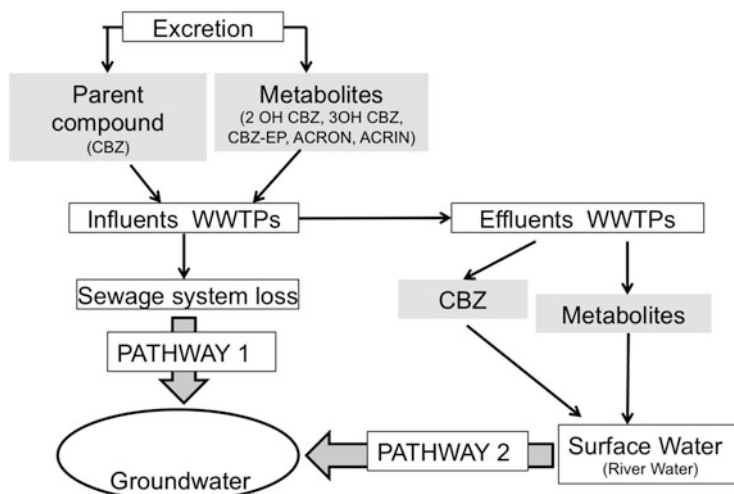 Excretion
Parent
compound
(CBZ)
Metabolites
(2 OH CBZ, 3OH CBZ,
CBZ-EP, ACRON, ACRIN)
Influents WWTPs
Effluents WWTPs
Sewage system loss
CBZ
Metabolites
PATHWAY 1
PATHWAY 2
Surface Water
(River Water)
Groundwater